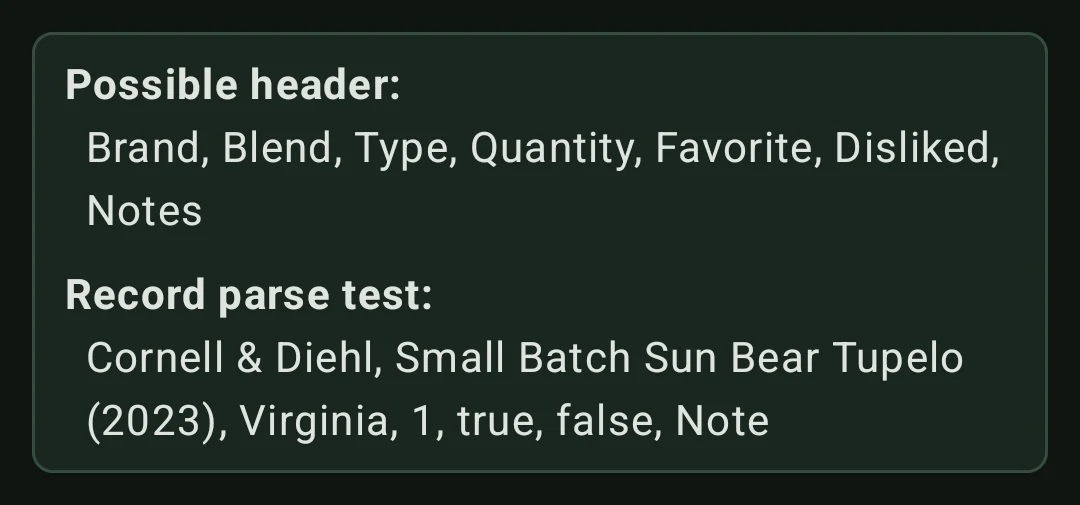 Possible header:
Brand, Blend, Type, Quantity, Favorite, Disliked,
Notes
Record parse test:
Cornell & Diehl, Small Batch Sun Bear Tupelo
(2023), Virginia, 1, true, false, Note